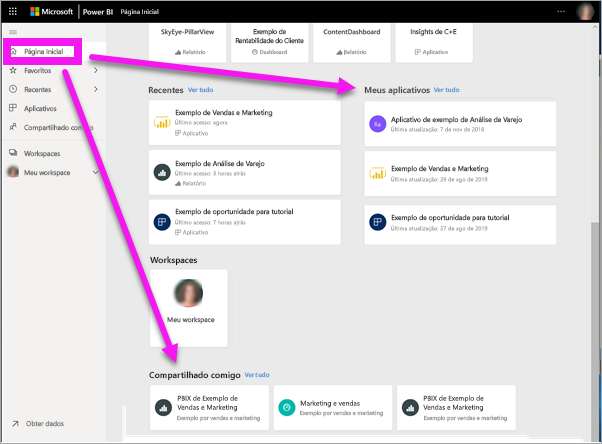 Microsoft Power BI Página Inicial
Página Inicial
Favoritos
Recentes
Aplicativos
Compartilhado comigo
Workspaces
Meu workspace
Obter dados
SkyEye-PillarView
Relatório
Exemplo de
Rentabilidade do Cliente
Dashboard
ContentDashboard
Relatório
Insights de C+E
Aplicativo
Recentes Ver tudo
Exemplo de Vendas e Marketing
Último acesso: agora
Aplicativo
Exemplo de Análise de Varejo
Último acesso: 3 horas atrás
Relatório
Exemplo de oportunidade para tutorial
Último acesso: 7 horas atrás
Aplicativo
Meus aplicativos Ver tudo
Ra
Aplicativo de exemplo de Análise de Varejo
Última atualização: 7 de nov de 2018
Exemplo de Vendas e Marketing
Última atualização: 29 de ago de 2019
Exemplo de oportunidade para tutorial
Última atualização: 27 de ago de 2019
Workspaces
Meu workspace
Compartilhado comigo Ver tudo
PBIX de Exemplo de
Vendas e Marketing
Exemplo por vendas e marketing
Marketing e vendas
Exemplo por vendas e marketing
PBIX de Exemplo de
Vendas e Marketing
Exemplo por vendas e marketing